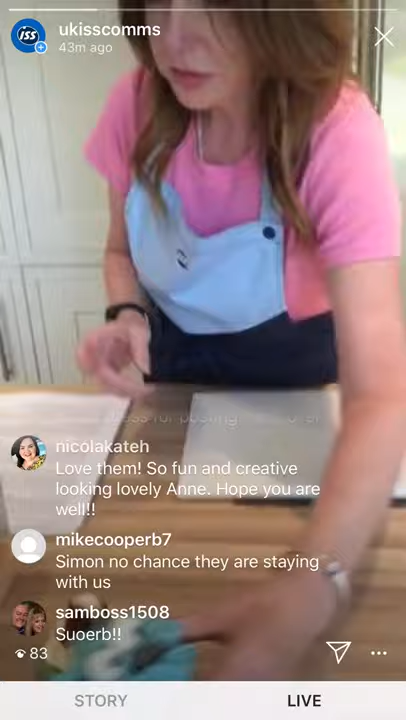 iss
ukisscomms
43m ago
nicolakateh
Love them! So fun and creative
looking lovely Anne. Hope you are
well!!
mikecooperb7
Simon no chance they are staying
with us
samboss1508
Suoerb!!
83
STORY
LIVE